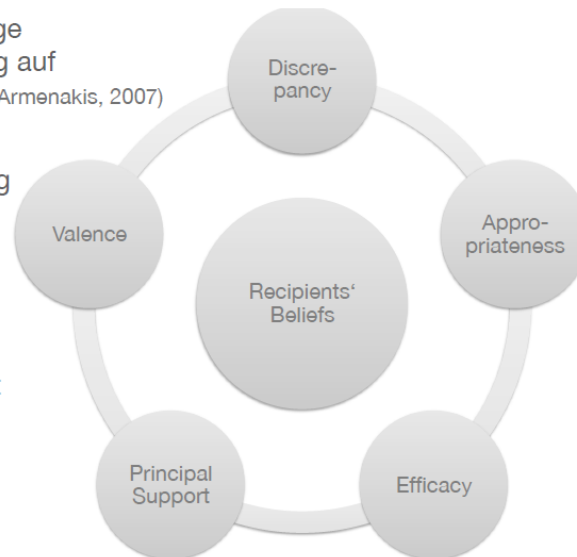 ge
g auf
Armenakis, 2007)
g
Discre-
pancy
Valence
Appro-
priateness
Recipients‘
Beliefs
Principal
Support
Efficacy